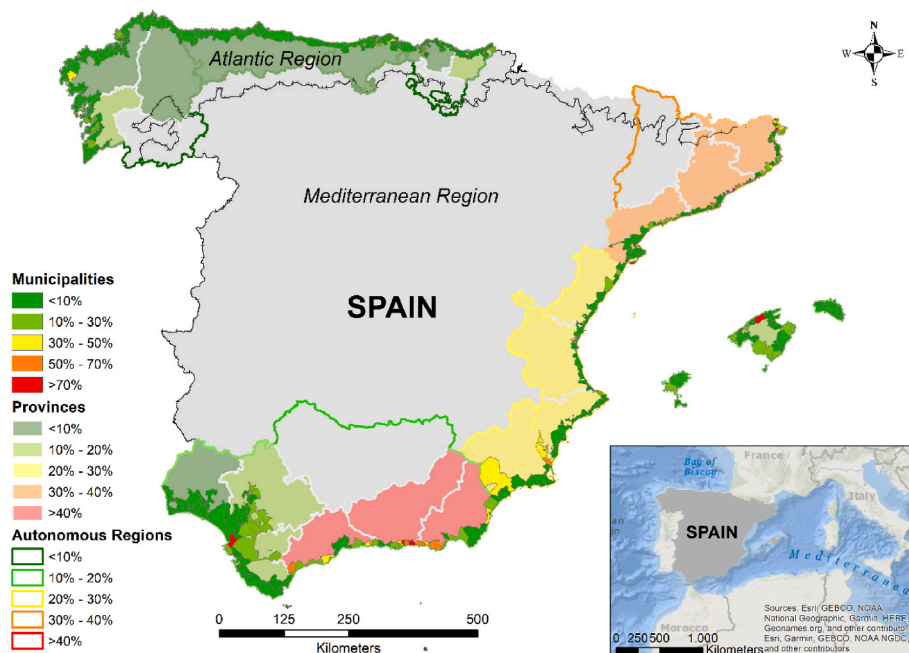 N
W E
S
Atlantic Region
Mediterranean Region
SPAIN
Municipalities
<10%
10% - 30%
30% - 50%
50% - 70%
>70%
Provinces
<10%
10% - 20%
20% - 30%
30% - 40%
>40%
Autonomous Regions
<10%
10% - 20%
20% - 30%
30% - 40%
>40%
0 125 250 500
Kilometers
France
Bay of
Biscay
Italy
SPAIN
Mediterranean
Morocco
Sources: Esri, GEBCO, NOAA,
National Geographic, Garmin, HERE,
Geonames.org, and other contributors
Esri, Garmin, GEBCO, NOAA NGDC,
and other contributors
0 250 500 1.000
Kilometers